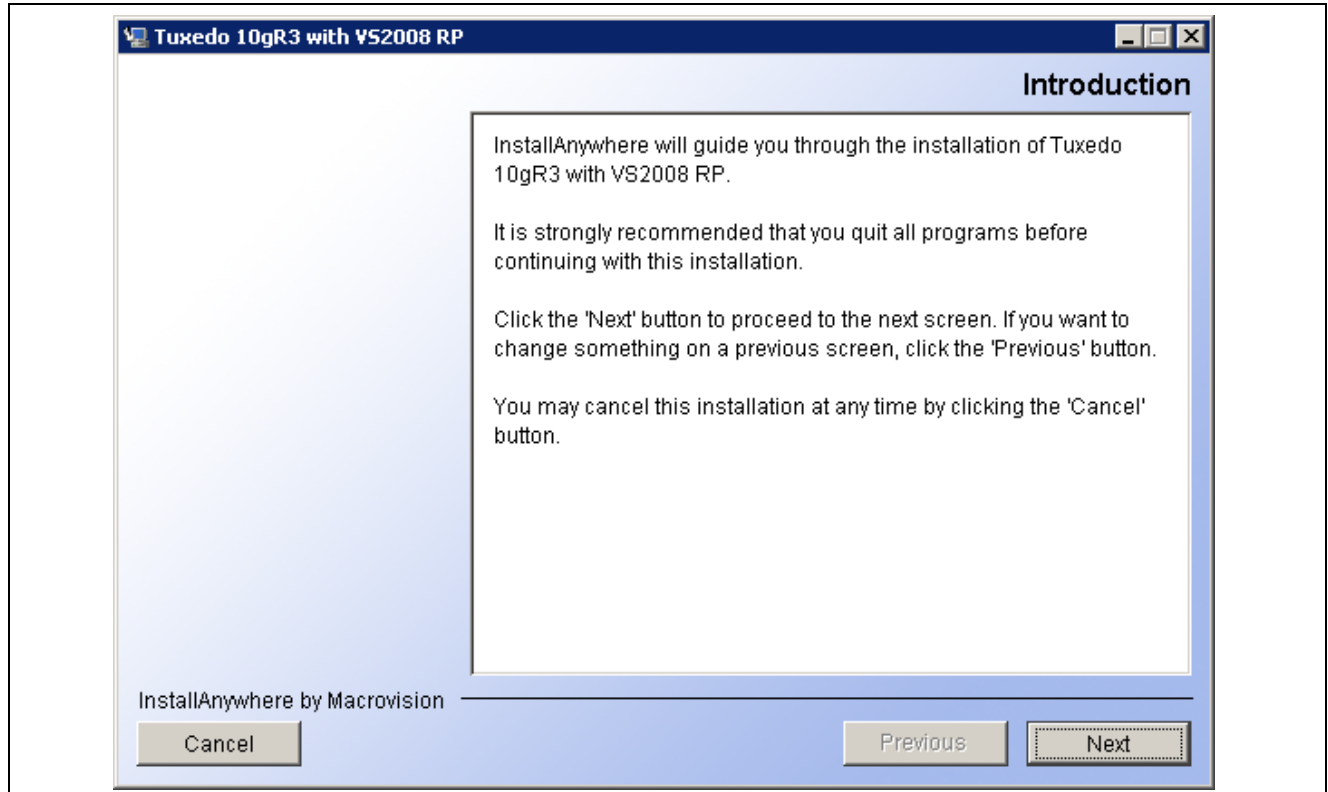 Tuxedo 10gR3 with VS2008 RP
Introduction
InstallAnywhere will guide you through the installation of Tuxedo
10gR3 with VS2008 RP.
It is strongly recommended that you quit all programs before
continuing with this installation.
Click the 'Next' button to proceed to the next screen. If you want to
change something on a previous screen, click the 'Previous' button.
You may cancel this installation at any time by clicking the 'Cancel'
button.
InstallAnywhere by Macrovision
Cancel
Previous
Next